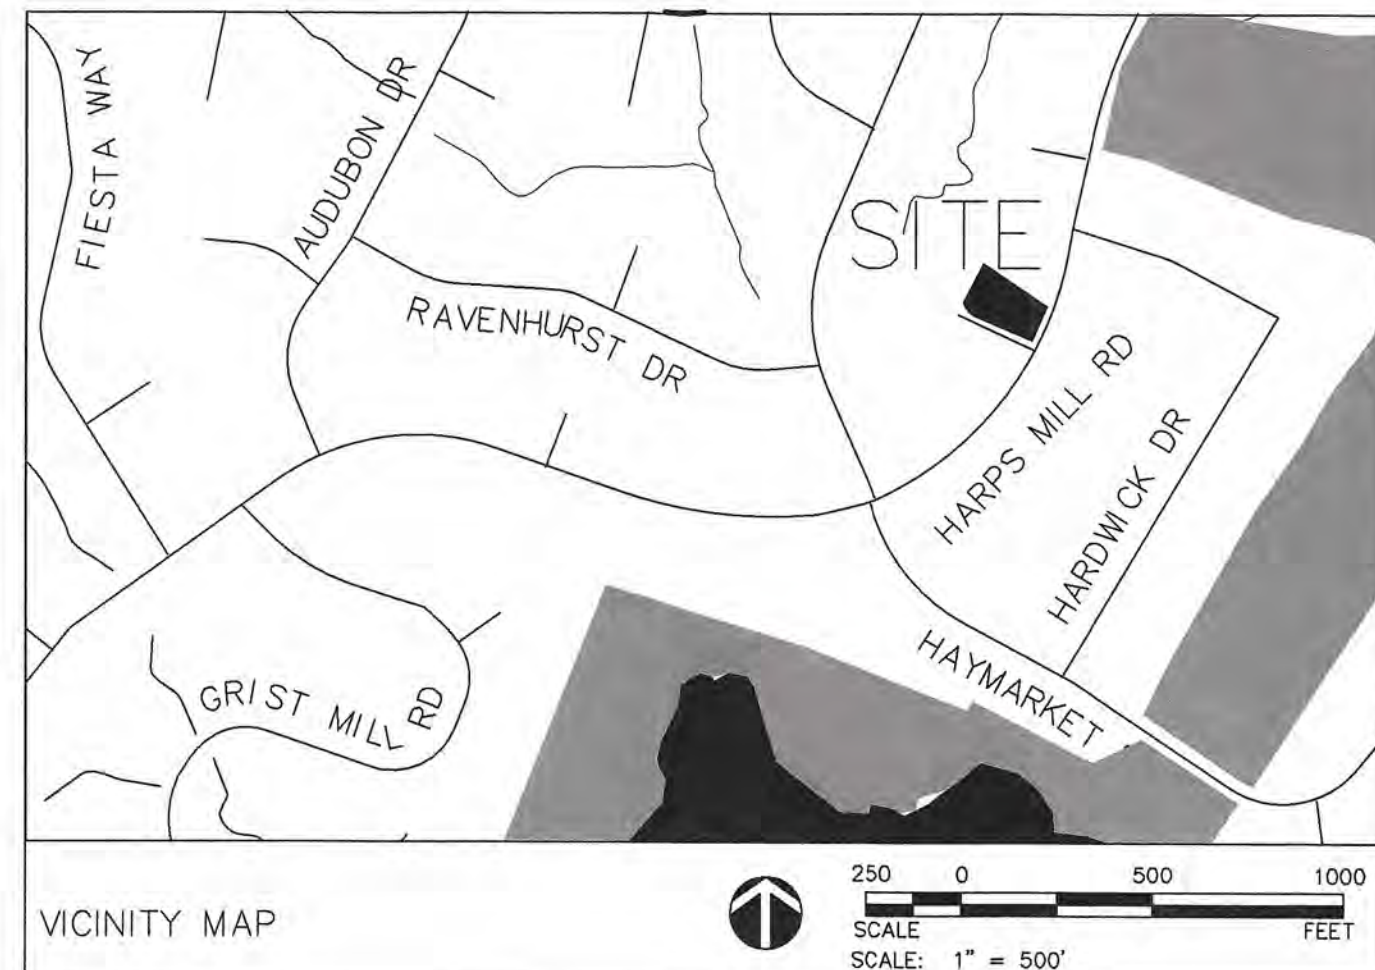 FIESTA WAY
AUDUBON DR
SITE
RAVENHURST DR
HARPS MILL RD
HARDWICK DR
HAYMARKET
GRIST MILL RD
VICINITY MAP
250 0 500 1000
SCALE FEET
SCALE: 1" = 500'